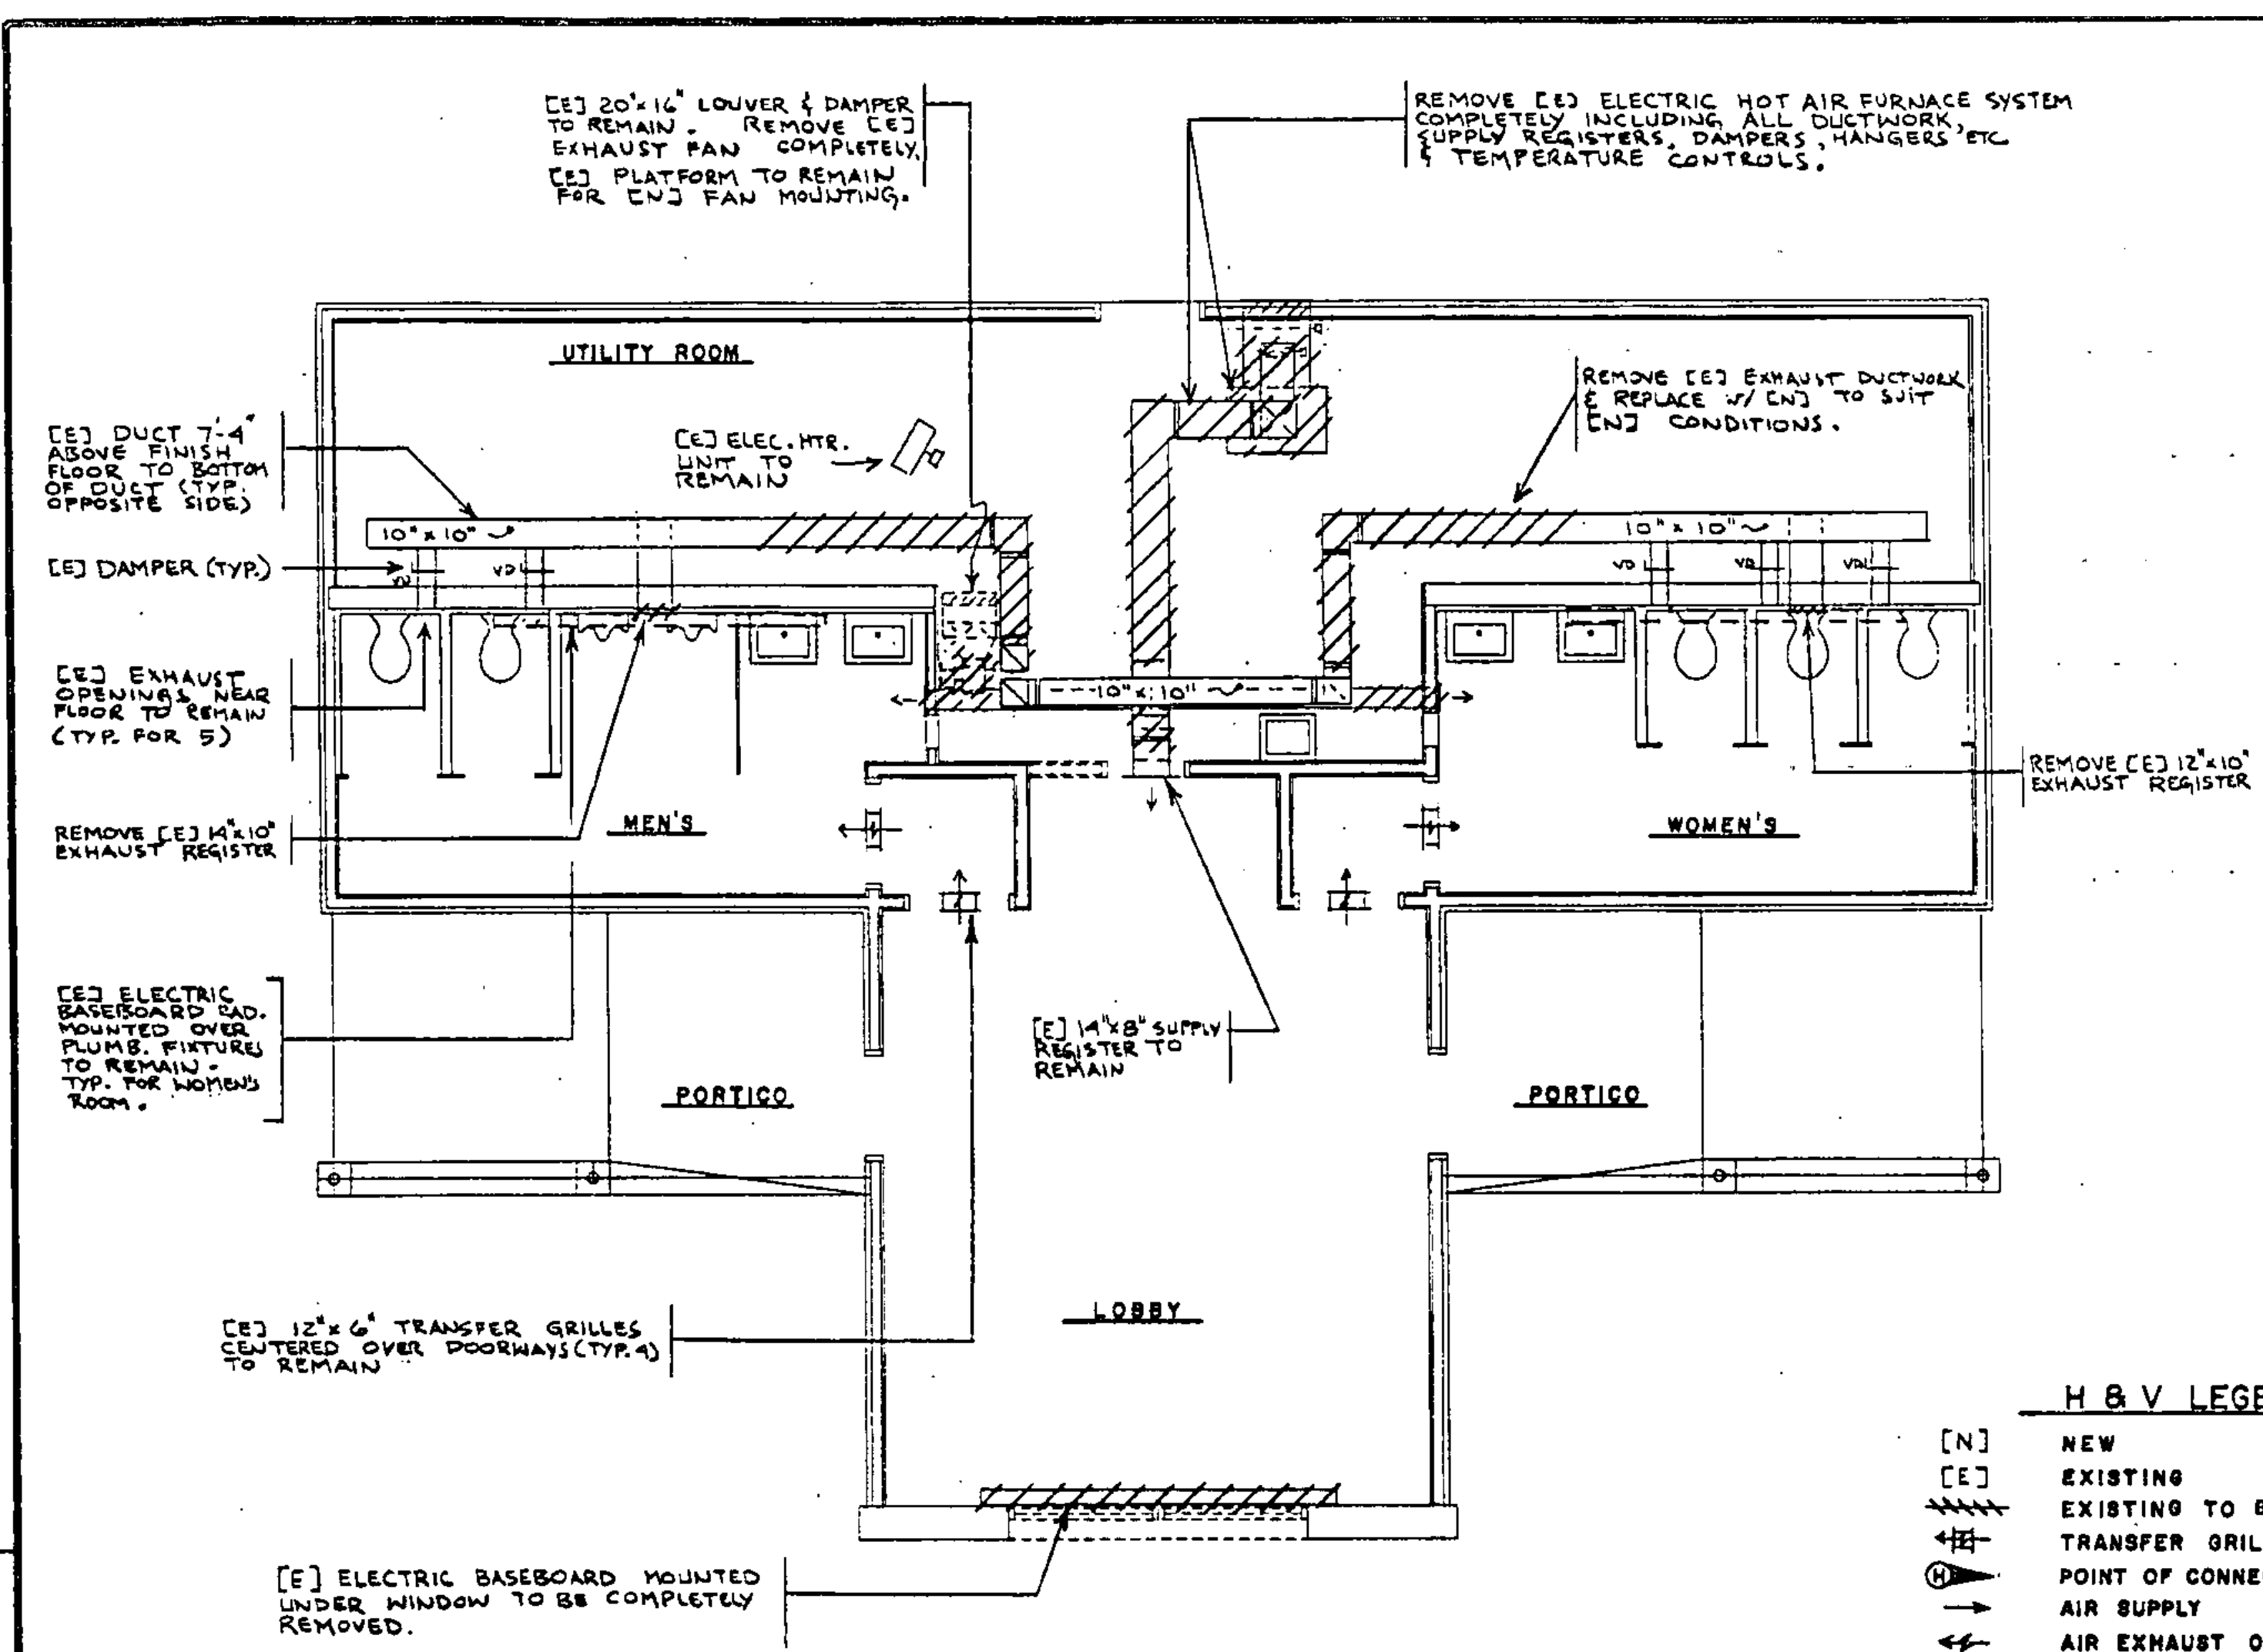 [E] 20"x16" LOUVER & DAMPER
TO REMAIN. REMOVE [E]
EXHAUST FAN COMPLETELY.
[E] PLATFORM TO REMAIN
FOR [N] FAN MOUNTING.
REMOVE [E] ELECTRIC HOT AIR FURNACE SYSTEM
COMPLETELY INCLUDING ALL DUCTWORK,
SUPPLY REGISTERS, DAMPERS, HANGERS, ETC
& TEMPERATURE CONTROLS.
UTILITY ROOM
REMOVE [E] EXHAUST DUCTWORK
& REPLACE W/ [N] TO SUIT
[N] CONDITIONS.
[E] DUCT 7'-4"
ABOVE FINISH
FLOOR TO BOTTOM
OF DUCT (TYP.
OPPOSITE SIDE)
[E] ELEC. HTR.
UNIT TO
REMAIN
10" x 10"
10" x 10"
[E] DAMPER (TYP.)
VD
VD
VD
VD
VD
[E] EXHAUST
OPENINGS NEAR
FLOOR TO REMAIN
(TYP. FOR 5)
10" x 10"
REMOVE [E] 12"x10"
EXHAUST REGISTER
REMOVE [E] 14"x10"
EXHAUST REGISTER
MEN'S
WOMEN'S
[E] ELECTRIC
BASEBOARD RAD.
MOUNTED OVER
PLUMB. FIXTURES
TO REMAIN.
TYP. FOR WOMEN'S
ROOM.
[E] 14"x8" SUPPLY
REGISTER TO
REMAIN
PORTICO
PORTICO
LOBBY
[E] 12"x6" TRANSFER GRILLES
CENTERED OVER DOORWAYS (TYP. 4)
TO REMAIN
[E] ELECTRIC BASEBOARD MOUNTED
UNDER WINDOW TO BE COMPLETELY
REMOVED.
H & V LEGE
[N] NEW
[E] EXISTING
EXISTING TO B
TRANSFER GRIL
H POINT OF CONNE
AIR SUPPLY
AIR EXHAUST O